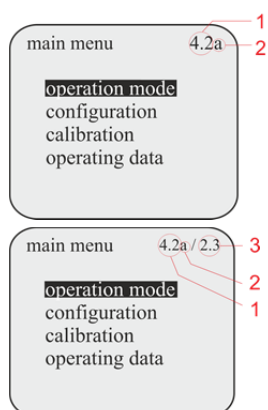 1
main menu 4.2a
2
operation mode
configuration
calibration
operating data
main menu 4.2a / 2.3 3
2
operation mode 1
configuration
calibration
operating data